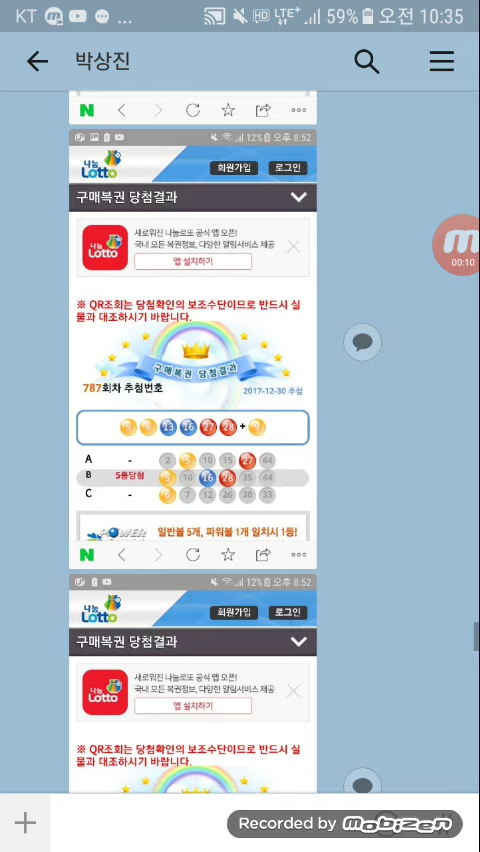 KT ... HD LTE+ 59% 오전 10:35
박상진
N
12% 오후 8:52
나눔 Lotto 회원가입 로그인
구매복권 당첨결과
나눔 Lotto
새로워진 나눔로또 공식 앱 오픈!
국내 모든 복권정보, 다양한 알림서비스 제공
앱 설치하기
※ QR조회는 당첨확인의 보조수단이므로 반드시 실
물과 대조하시기 바랍니다.
구매복권 당첨결과
787회차 추첨번호 2017-12-30 추첨
5 6 13 16 27 28 + 9
A - 2 5 10 15 27 44
B 5등당첨 5 10 16 28 35 44
C - 6 7 12 26 30 33
POWER 일반볼 5개, 파워볼 1개 일치시 1등!
00:10
N
12% 오후 8:52
나눔 Lotto 회원가입 로그인
구매복권 당첨결과
나눔 Lotto
새로워진 나눔로또 공식 앱 오픈!
국내 모든 복권정보, 다양한 알림서비스 제공
앱 설치하기
※ QR조회는 당첨확인의 보조수단이므로 반드시 실
물과 대조하시기 바랍니다.
Recorded by mobizen